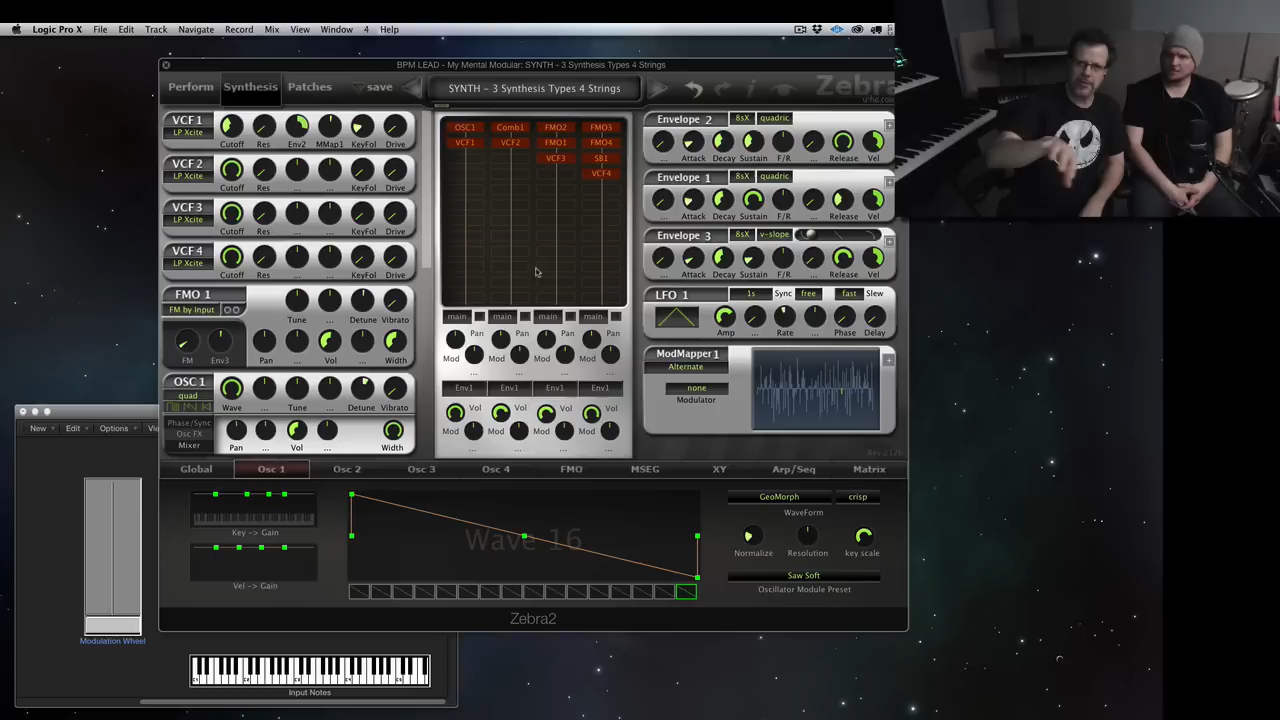 Logic Pro X File Edit Track Navigate Record Mix View Window 4 Help
BPM LEAD - My Mental Modular: SYNTH - 3 Synthesis Types 4 Strings
Perform Synthesis Patches save SYNTH - 3 Synthesis Types 4 Strings Zebra
u-he.com
VCF 1
LP Xcite
Cutoff Res Env2 MMap1 KeyFol Drive
VCF 2
LP Xcite
Cutoff Res ... ... KeyFol Drive
VCF 3
LP Xcite
Cutoff Res ... ... KeyFol Drive
VCF 4
LP Xcite
Cutoff Res ... ... KeyFol Drive
FMO 1
FM by Input
Tune ... Detune Vibrato
FM Env3 Pan ... Vol ... Width
OSC 1
quad
Wave ... Tune ... Detune Vibrato
Phase/Sync
Osc FX
Mixer
Pan ... Vol ... Width
OSC1 Comb1 FMO2 FMO3
VCF1 VCF2 FMO1 FMO4
VCF3 SB1
VCF4
main main main main
Pan Pan Pan Pan
Mod Mod Mod Mod
... ... ... ...
Env1 Env1 Env1 Env1
Vol Vol Vol Vol
Mod Mod Mod Mod
... ... ... ...
Envelope 2 8sX quadric
... Attack Decay Sustain F/R ... Release Vel
Envelope 1 8sX quadric
... Attack Decay Sustain F/R ... Release Vel
Envelope 3 8sX v-slope
... Attack Decay Sustain F/R ... Release Vel
LFO 1 1s Sync free fast Slew
Amp ... Rate ... Phase Delay
ModMapper1
Alternate
none
Modulator
Global Osc 1 Osc 2 Osc 3 Osc 4 FMO MSEG XY Arp/Seq Matrix
Key -> Gain
Vel -> Gain
Wave 16
GeoMorph crisp
WaveForm
Normalize Resolution key scale
Saw Soft
Oscillator Module Preset
Zebra2
New Edit Options
Modulation Wheel
Input Notes